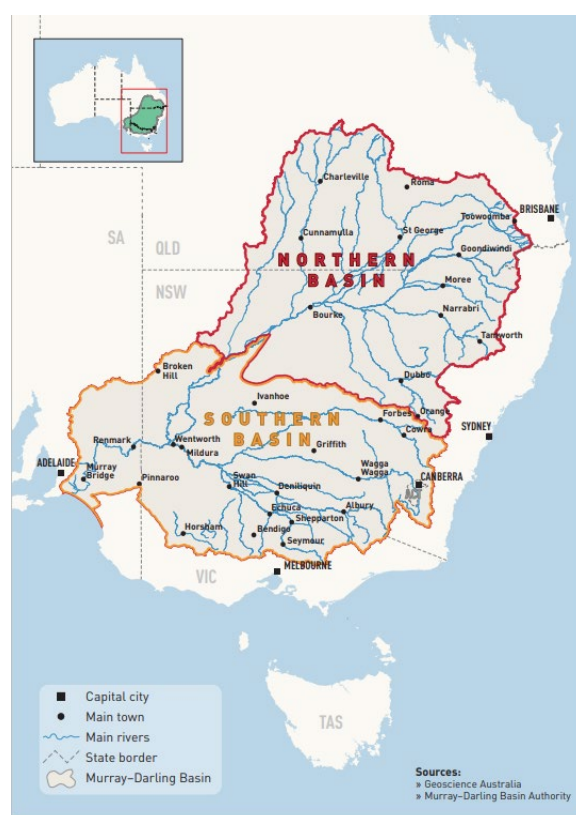 Charleville
Roma
BRISBANE
Toowoomba
Cunnamulla
St George
SA
QLD
Goondiwindi
NORTHERN
BASIN
NSW
Moree
Bourke
Narrabri
Tamworth
Broken
Hill
Dubbo
Ivanhoe
Orange
Forbes
SOUTHERN
BASIN
Cowra
SYDNEY
Renmark
Wentworth
Mildura
Griffith
ADELAIDE
Murray
Bridge
Pinnaroo
Swan
Hill
Wagga
Wagga
CANBERRA
Deniliquin
ACT
Echuca
Albury
Shepparton
Horsham
Bendigo
Seymour
MELBOURNE
VIC
TAS
Capital city
Main town
Main rivers
State border
Murray–Darling Basin
Sources:
» Geoscience Australia
» Murray–Darling Basin Authority